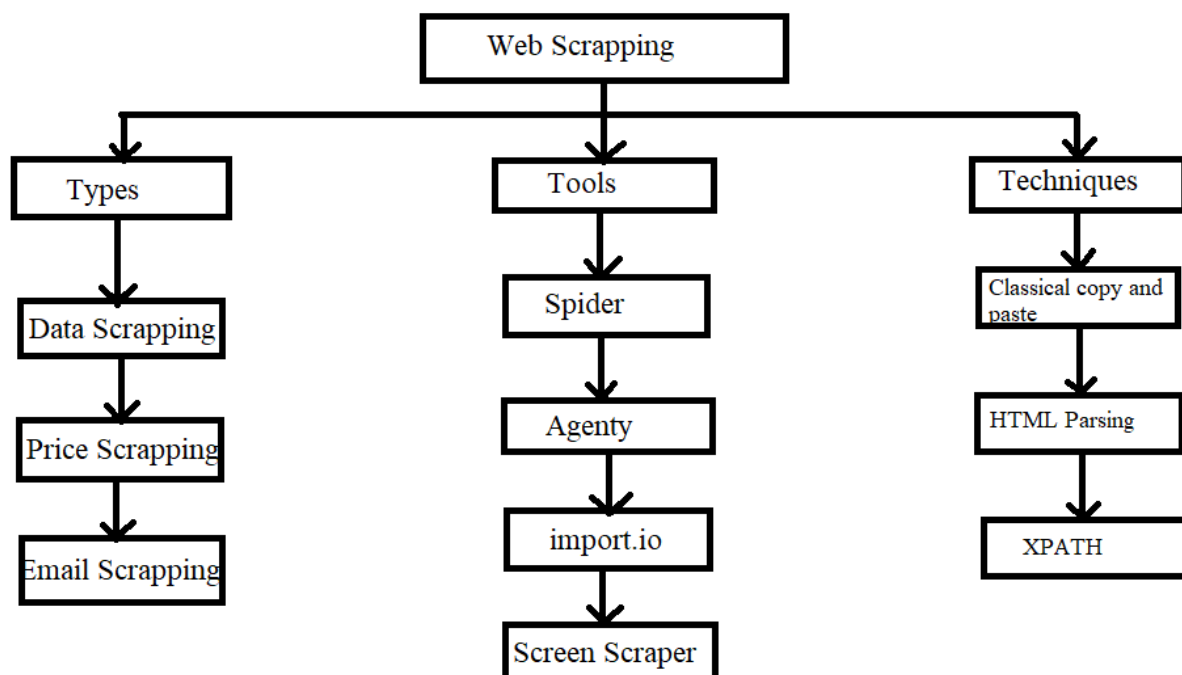 Web Scrapping
Types
Tools
Techniques
Data Scrapping
Price Scrapping
Email Scrapping
Spider
Agenty
import.io
Screen Scraper
Classical copy and
paste
HTML Parsing
XPATH